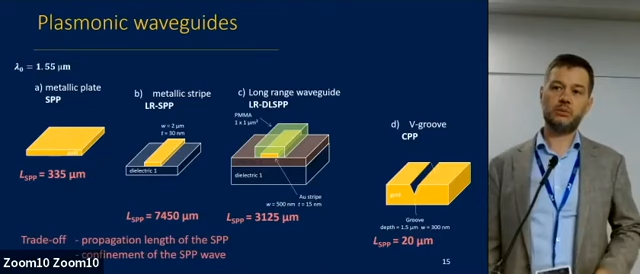 Plasmonic waveguides
λ₀ = 1.55 μm
a) metallic plate
SPP
gold
L_SPP = 335 μm
b) metallic stripe
LR-SPP
w = 2 μm
t = 30 nm
dielectric 1
L_SPP = 7450 μm
c) Long range waveguide
LR-DLSPP
PMMA
1 x 1 μm²
dielectric 1
Au stripe
w = 500 nm t = 15 nm
L_SPP = 3125 μm
d) V-groove
CPP
gold
Groove
depth = 1.5 μm w = 300 nm
L_SPP = 20 μm
Trade-off - propagation length of the SPP
- confinement of the SPP wave
15
Zoom10 Zoom10